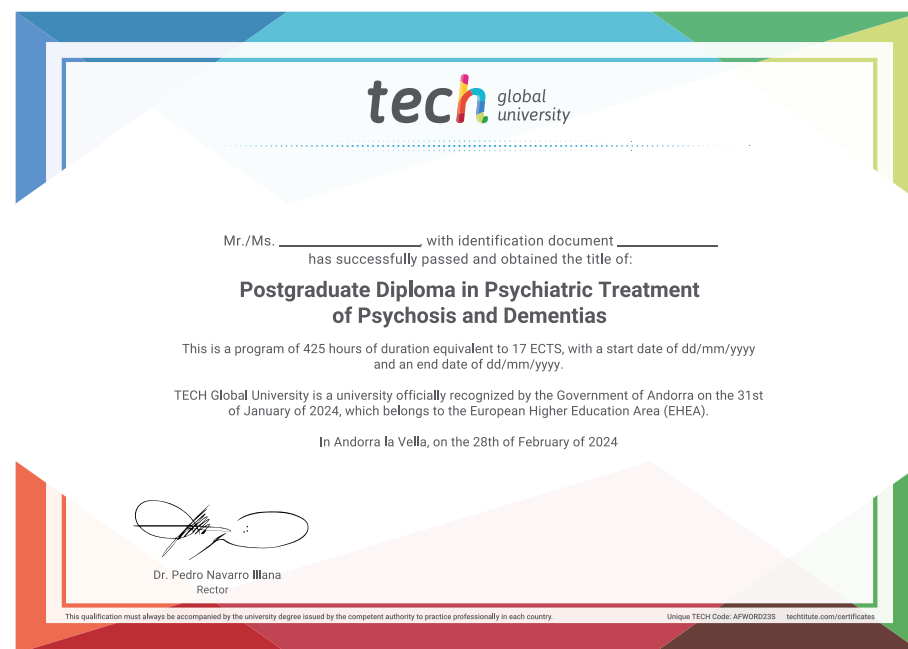 tech global university
Mr./Ms. ____________, with identification document ____________
has successfully passed and obtained the title of:
Postgraduate Diploma in Psychiatric Treatment
of Psychosis and Dementias
This is a program of 425 hours of duration equivalent to 17 ECTS, with a start date of dd/mm/yyyy
and an end date of dd/mm/yyyy.
TECH Global University is a university officially recognized by the Government of Andorra on the 31st
of January of 2024, which belongs to the European Higher Education Area (EHEA).
In Andorra la Vella, on the 28th of February of 2024
Dr. Pedro Navarro Illana
Rector
This qualification must always be accompanied by the university degree issued by the competent authority to practice professionally in each country.
Unique TECH Code: AFWORD23S techtitute.com/certificates